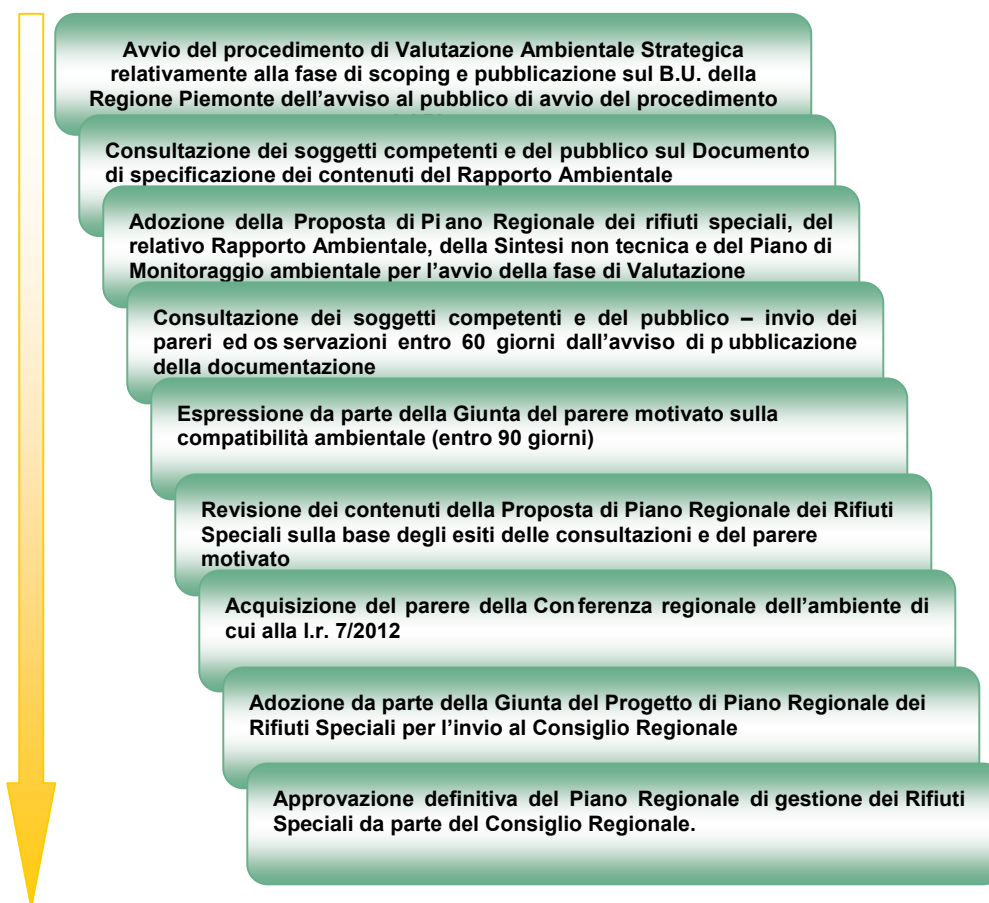 Avvio del procedimento di Valutazione Ambientale Strategica
relativamente alla fase di scoping e pubblicazione sul B.U. della
Regione Piemonte dell’avviso al pubblico di avvio del procedimento
Consultazione dei soggetti competenti e del pubblico sul Documento
di specificazione dei contenuti del Rapporto Ambientale
Adozione della Proposta di Pi ano Regionale dei rifiuti speciali, del
relativo Rapporto Ambientale, della Sintesi non tecnica e del Piano di
Monitoraggio ambientale per l’avvio della fase di Valutazione
Consultazione dei soggetti competenti e del pubblico – invio dei
pareri ed os servazioni entro 60 giorni dall’avviso di p ubblicazione
della documentazione
Espressione da parte della Giunta del parere motivato sulla
compatibilità ambientale (entro 90 giorni)
Revisione dei contenuti della Proposta di Piano Regionale dei Rifiuti
Speciali sulla base degli esiti delle consultazioni e del parere
motivato
Acquisizione del parere della Con ferenza regionale dell’ambiente di
cui alla l.r. 7/2012
Adozione da parte della Giunta del Progetto di Piano Regionale dei
Rifiuti Speciali per l’invio al Consiglio Regionale
Approvazione definitiva del Piano Regionale di gestione dei Rifiuti
Speciali da parte del Consiglio Regionale.